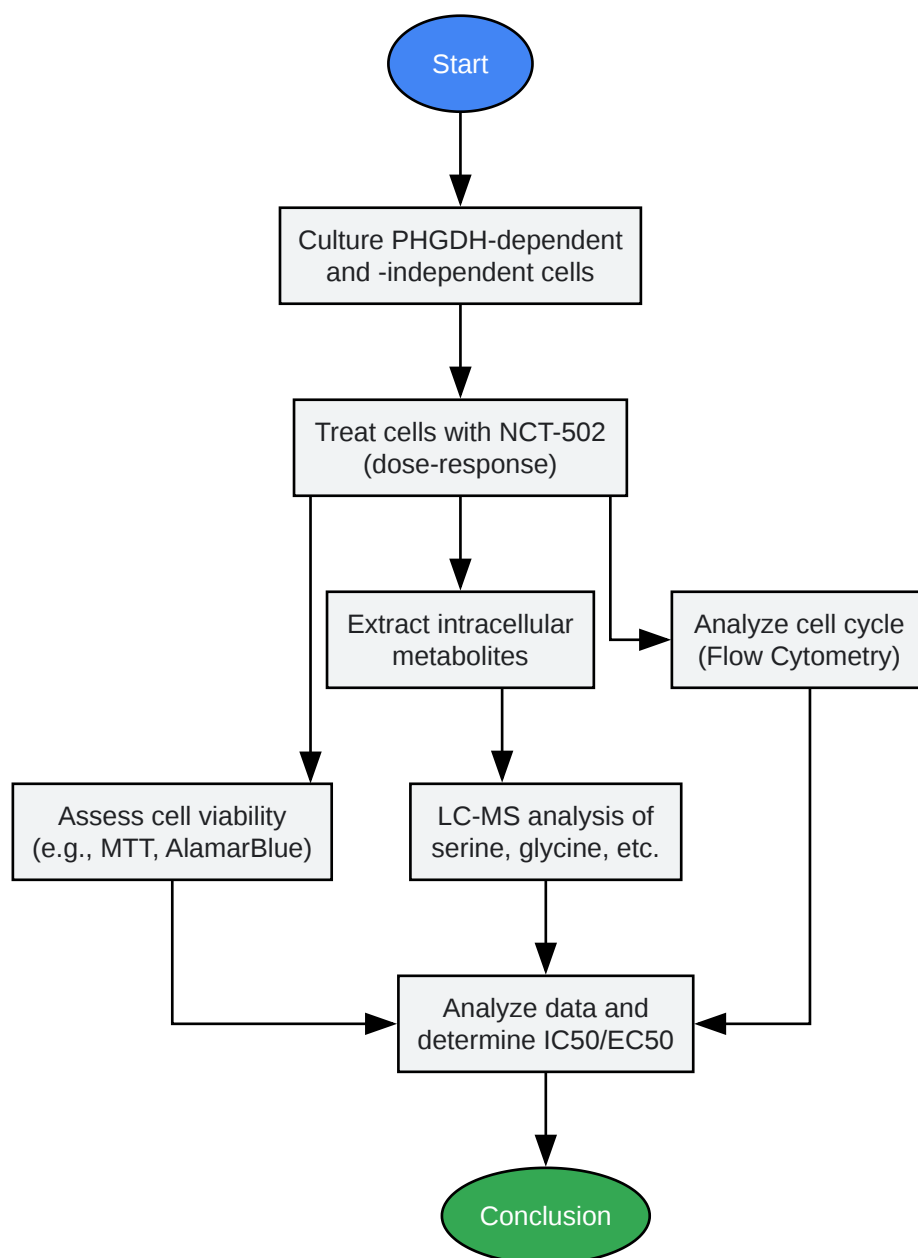 Start
Culture PHGDH-dependent
and -independent cells
Treat cells with NCT-502
(dose-response)
Extract intracellular
metabolites
Analyze cell cycle
(Flow Cytometry)
Assess cell viability
(e.g., MTT, AlamarBlue)
LC-MS analysis of
serine, glycine, etc.
Analyze data and
determine IC50/EC50
Conclusion